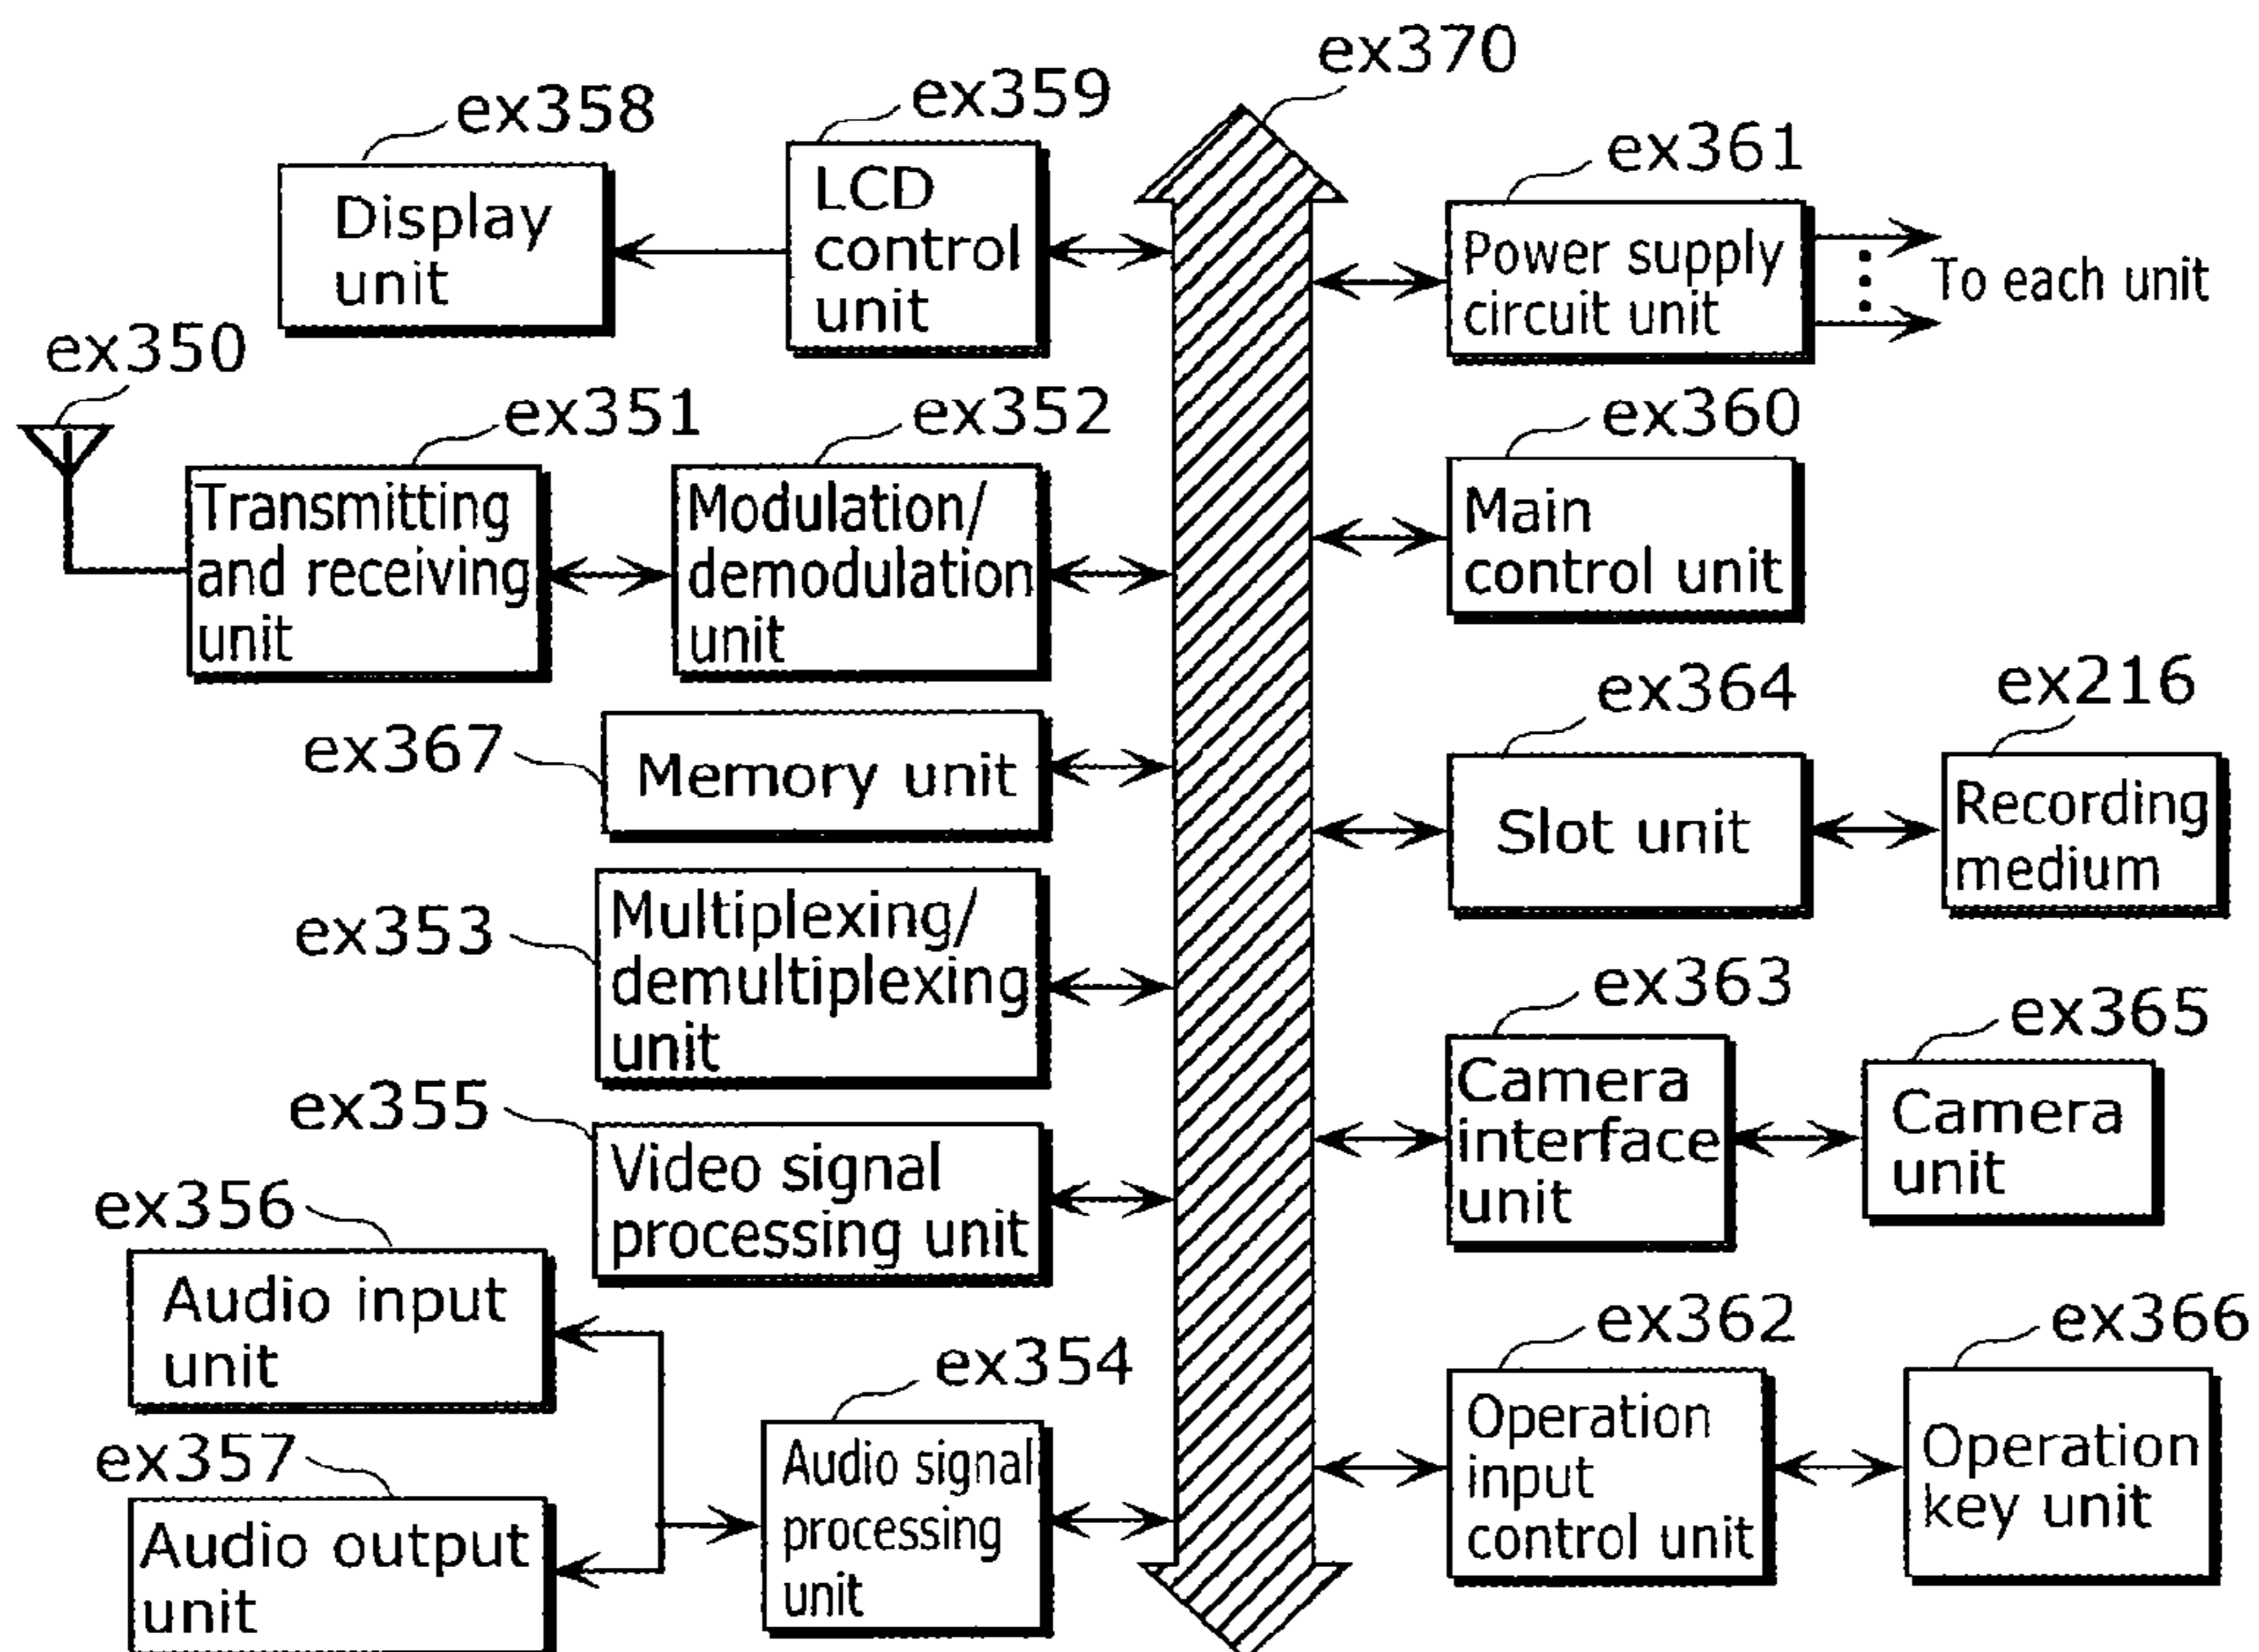 ex370
ex358
ex359
Display
unit
LCD
control
unit
ex361
Power supply
circuit unit
To each unit
ex350
ex351
ex352
Transmitting
and receiving
unit
Modulation/
demodulation
unit
ex360
Main
control unit
ex367
Memory unit
ex364
ex216
Slot unit
Recording
medium
ex353
Multiplexing/
demultiplexing
unit
ex363
ex365
Camera
interface
unit
Camera
unit
ex355
Video signal
processing unit
ex356
Audio input
unit
ex354
ex362
ex366
ex357
Audio output
unit
Audio signal
processing
unit
Operation
input
control unit
Operation
key unit